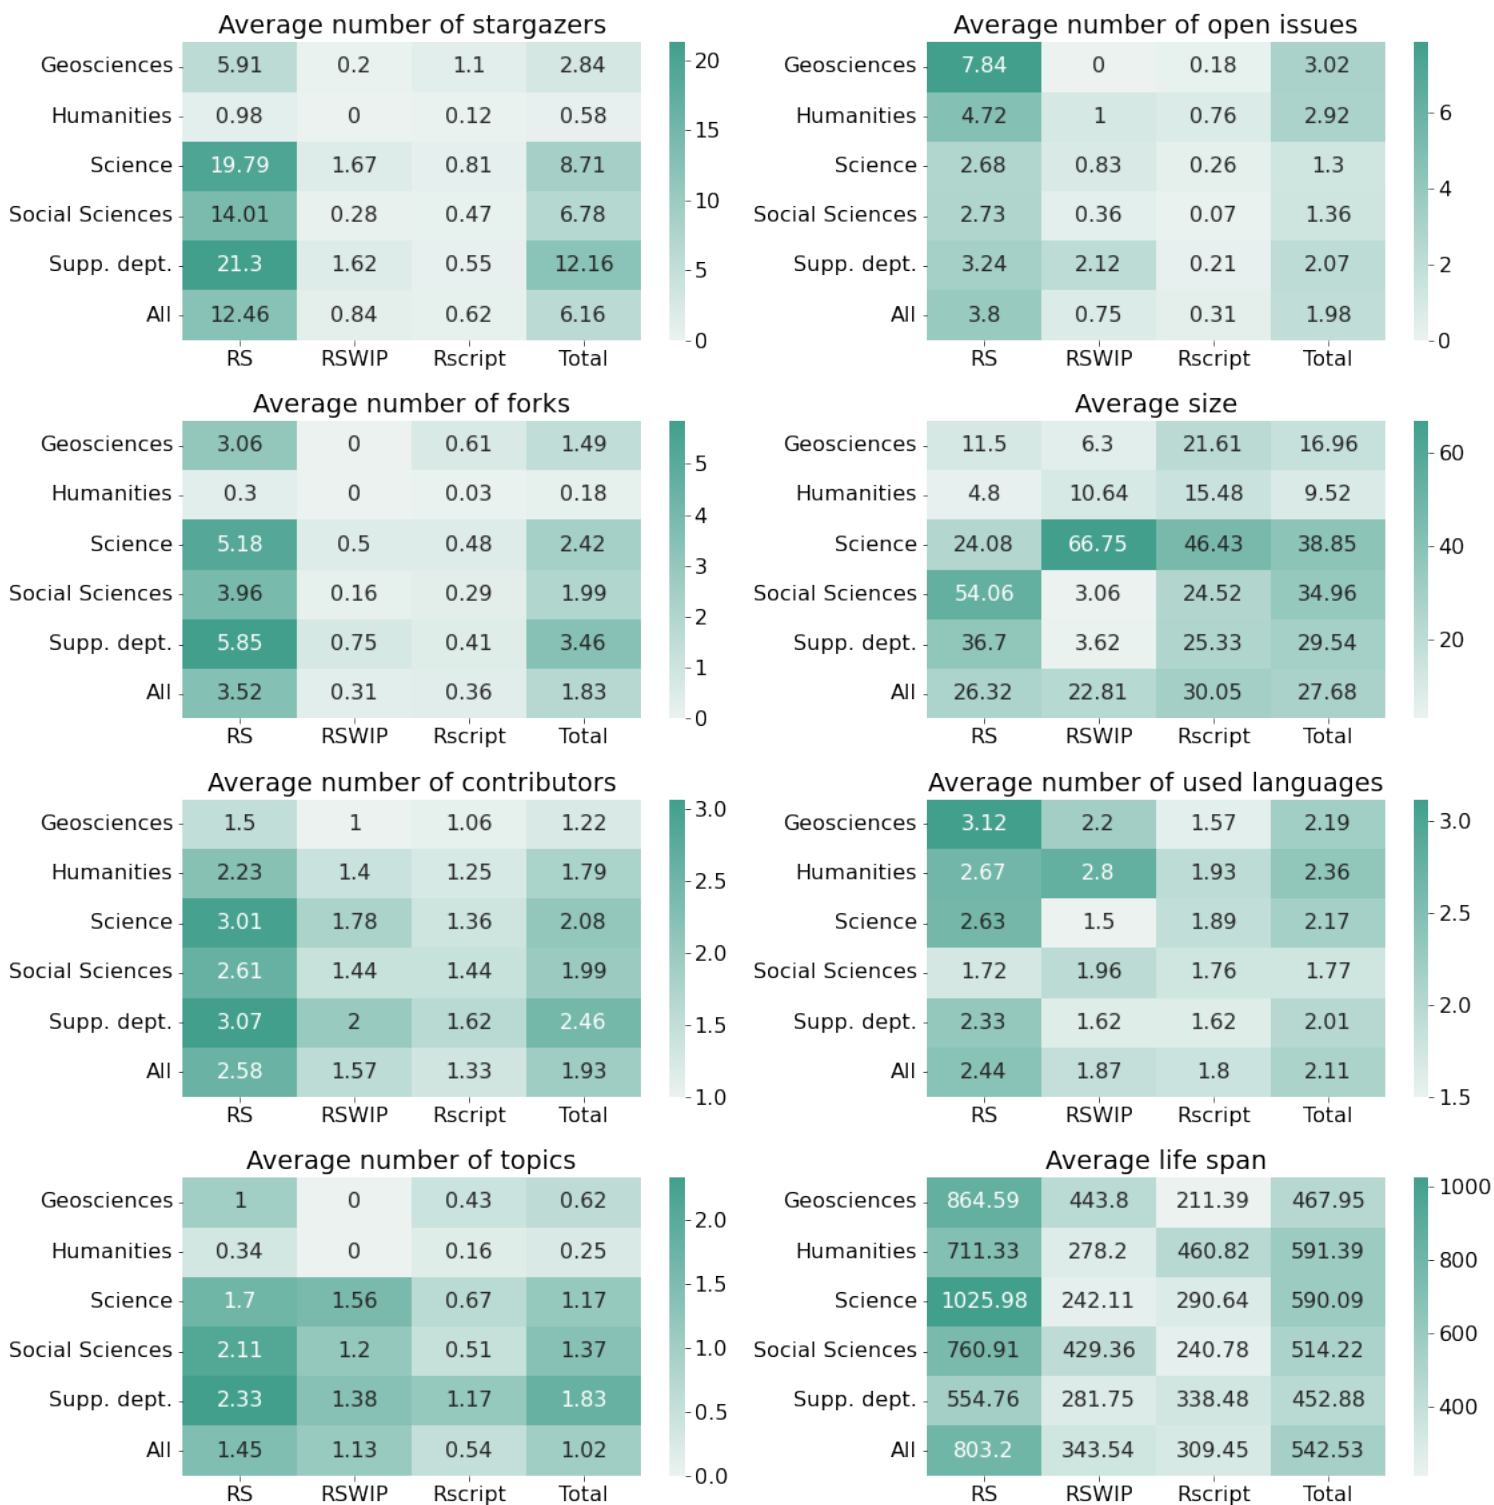 Average number of stargazers
Geosciences 5.91 0.2 1.1 2.84
Humanities 0.98 0 0.12 0.58
Science 19.79 1.67 0.81 8.71
Social Sciences 14.01 0.28 0.47 6.78
Supp. dept. 21.3 1.62 0.55 12.16
All 12.46 0.84 0.62 6.16
RS RSWIP Rscript Total
20
15
10
5
0
Average number of open issues
Geosciences 7.84 0 0.18 3.02
Humanities 4.72 1 0.76 2.92
Science 2.68 0.83 0.26 1.3
Social Sciences 2.73 0.36 0.07 1.36
Supp. dept. 3.24 2.12 0.21 2.07
All 3.8 0.75 0.31 1.98
RS RSWIP Rscript Total
6
4
2
0
Average number of forks
Geosciences 3.06 0 0.61 1.49
Humanities 0.3 0 0.03 0.18
Science 5.18 0.5 0.48 2.42
Social Sciences 3.96 0.16 0.29 1.99
Supp. dept. 5.85 0.75 0.41 3.46
All 3.52 0.31 0.36 1.83
RS RSWIP Rscript Total
5
4
3
2
1
0
Average size
Geosciences 11.5 6.3 21.61 16.96
Humanities 4.8 10.64 15.48 9.52
Science 24.08 66.75 46.43 38.85
Social Sciences 54.06 3.06 24.52 34.96
Supp. dept. 36.7 3.62 25.33 29.54
All 26.32 22.81 30.05 27.68
RS RSWIP Rscript Total
60
40
20
Average number of contributors
Geosciences 1.5 1 1.06 1.22
Humanities 2.23 1.4 1.25 1.79
Science 3.01 1.78 1.36 2.08
Social Sciences 2.61 1.44 1.44 1.99
Supp. dept. 3.07 2 1.62 2.46
All 2.58 1.57 1.33 1.93
RS RSWIP Rscript Total
3.0
2.5
2.0
1.5
1.0
Average number of used languages
Geosciences 3.12 2.2 1.57 2.19
Humanities 2.67 2.8 1.93 2.36
Science 2.63 1.5 1.89 2.17
Social Sciences 1.72 1.96 1.76 1.77
Supp. dept. 2.33 1.62 1.62 2.01
All 2.44 1.87 1.8 2.11
RS RSWIP Rscript Total
3.0
2.5
2.0
1.5
Average number of topics
Geosciences 1 0 0.43 0.62
Humanities 0.34 0 0.16 0.25
Science 1.7 1.56 0.67 1.17
Social Sciences 2.11 1.2 0.51 1.37
Supp. dept. 2.33 1.38 1.17 1.83
All 1.45 1.13 0.54 1.02
RS RSWIP Rscript Total
2.0
1.5
1.0
0.5
0.0
Average life span
Geosciences 864.59 443.8 211.39 467.95
Humanities 711.33 278.2 460.82 591.39
Science 1025.98 242.11 290.64 590.09
Social Sciences 760.91 429.36 240.78 514.22
Supp. dept. 554.76 281.75 338.48 452.88
All 803.2 343.54 309.45 542.53
RS RSWIP Rscript Total
1000
800
600
400